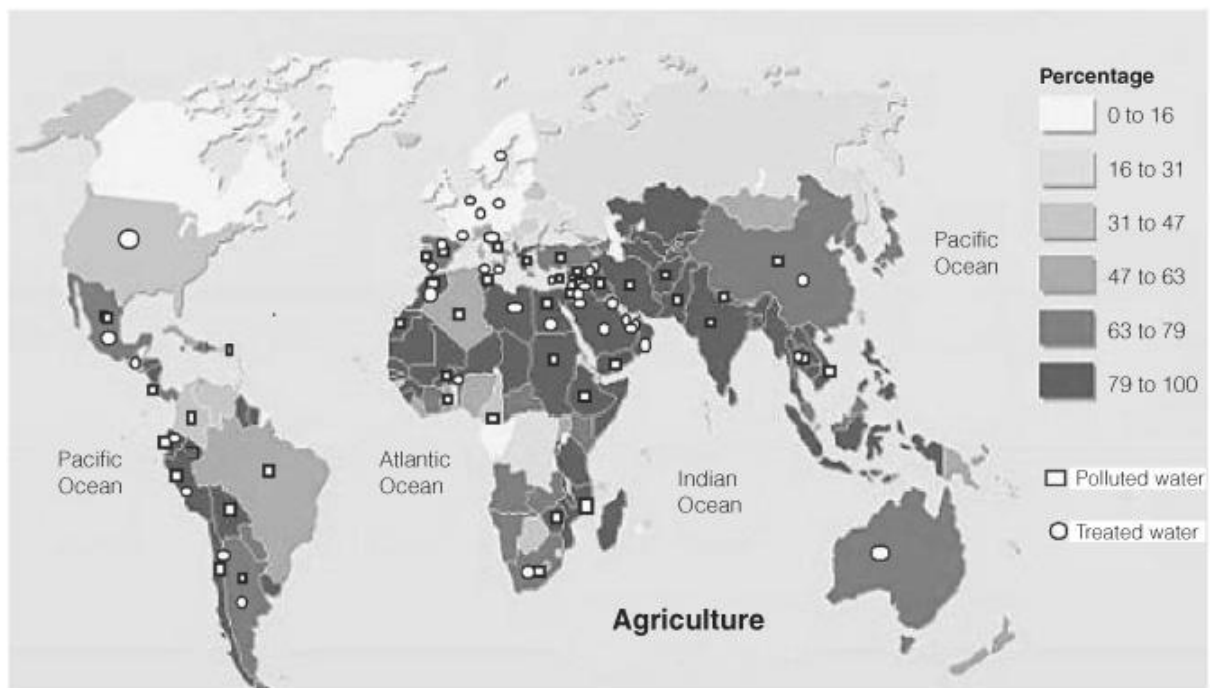 Percentage
0 to 16
16 to 31
31 to 47
47 to 63
63 to 79
79 to 100
Pacific
Ocean
Pacific
Ocean
Atlantic
Ocean
Indian
Ocean
Polluted water
Treated water
Agriculture